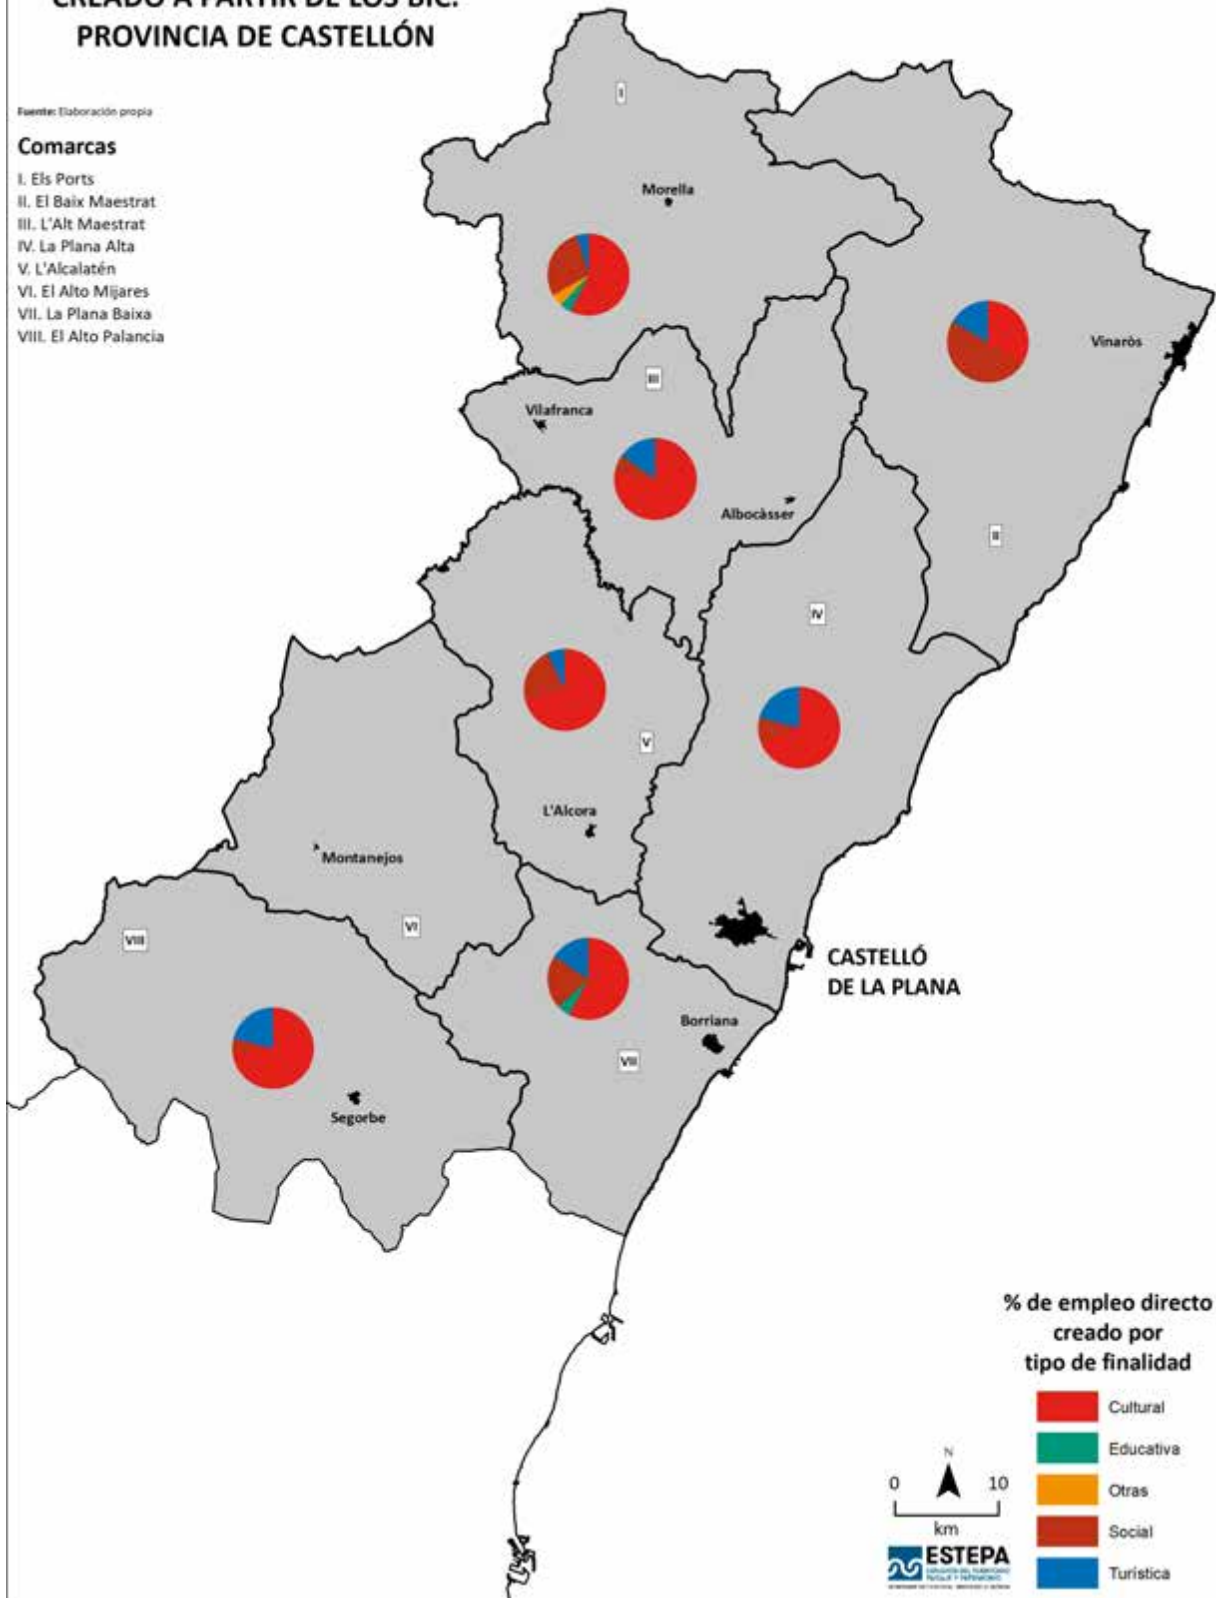 CREADO A PARTIR DE LOS BIC.
PROVINCIA DE CASTELLÓN
Fuente: Elaboración propia
Comarcas
I. Els Ports
II. El Baix Maestrat
III. L'Alt Maestrat
IV. La Plana Alta
V. L'Alcalatén
VI. El Alto Mijares
VII. La Plana Baixa
VIII. El Alto Palancia
I
Morella
Vinaròs
III
Vilafranca
Albocàsser
II
IV
V
L'Alcora
Montanejos
VI
VIII
CASTELLÓ
DE LA PLANA
Borriana
VII
Segorbe
% de empleo directo
creado por
tipo de finalidad
Cultural
Educativa
Otras
Social
Turística
N
0 10
km
ESTEPA